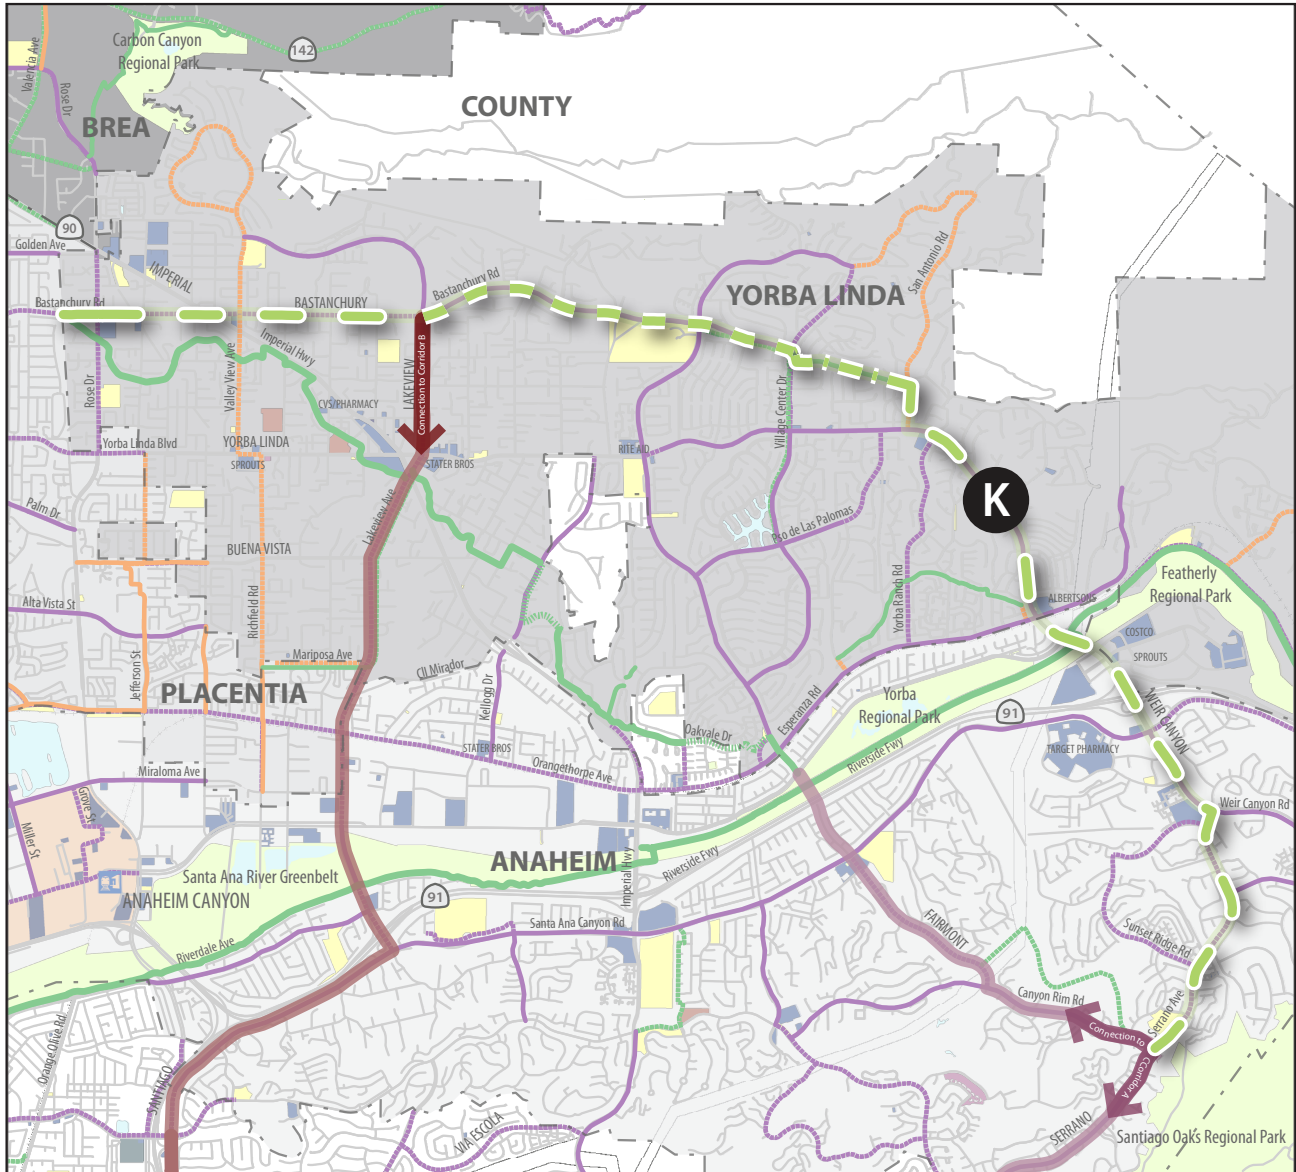 Carbon Canyon
Regional Park
142
Valencia Ave
Rose Dr
BREA
COUNTY
90
Golden Ave
IMPERIAL
Bastanchury Rd
BASTANCHURY
Bastanchury Rd
YORBA LINDA
San Antonio Rd
Imperial Hwy
Valley View Ave
Rose Dr
LAKEVIEW
Connection to Corridor B
CVS/PHARMACY
Village Center Dr
Yorba Linda Blvd
YORBA LINDA
SPROUTS
STATER BROS
RITE AID
K
Palm Dr
Lakeview Ave
Pso de Las Palomas
BUENA VISTA
Richfield Rd
Yorba Ranch Rd
Featherly
Regional Park
ALBERTSONS
Alta Vista St
COSTCO
SPROUTS
Jefferson St
Mariposa Ave
Cll Mirador
PLACENTIA
Kellogg Dr
Esperanza Rd
Yorba
Regional Park
91
WEIR CANYON
Oakvale Dr
STATER BROS
Orangethorpe Ave
Riverside Fwy
TARGET PHARMACY
Miraloma Ave
Grove St
Miller St
Weir Canyon Rd
ANAHEIM
Imperial Hwy
Riverside Fwy
Santa Ana River Greenbelt
ANAHEIM CANYON
91
Santa Ana Canyon Rd
FAIRMONT
Sunset Ridge Rd
Riverdale Ave
Canyon Rim Rd
Serrano Ave
Connection to
Corridor A
Orange Olive Rd
SANTIAGO
VIA ESCOLA
SERRANO
Santiago Oaks Regional Park